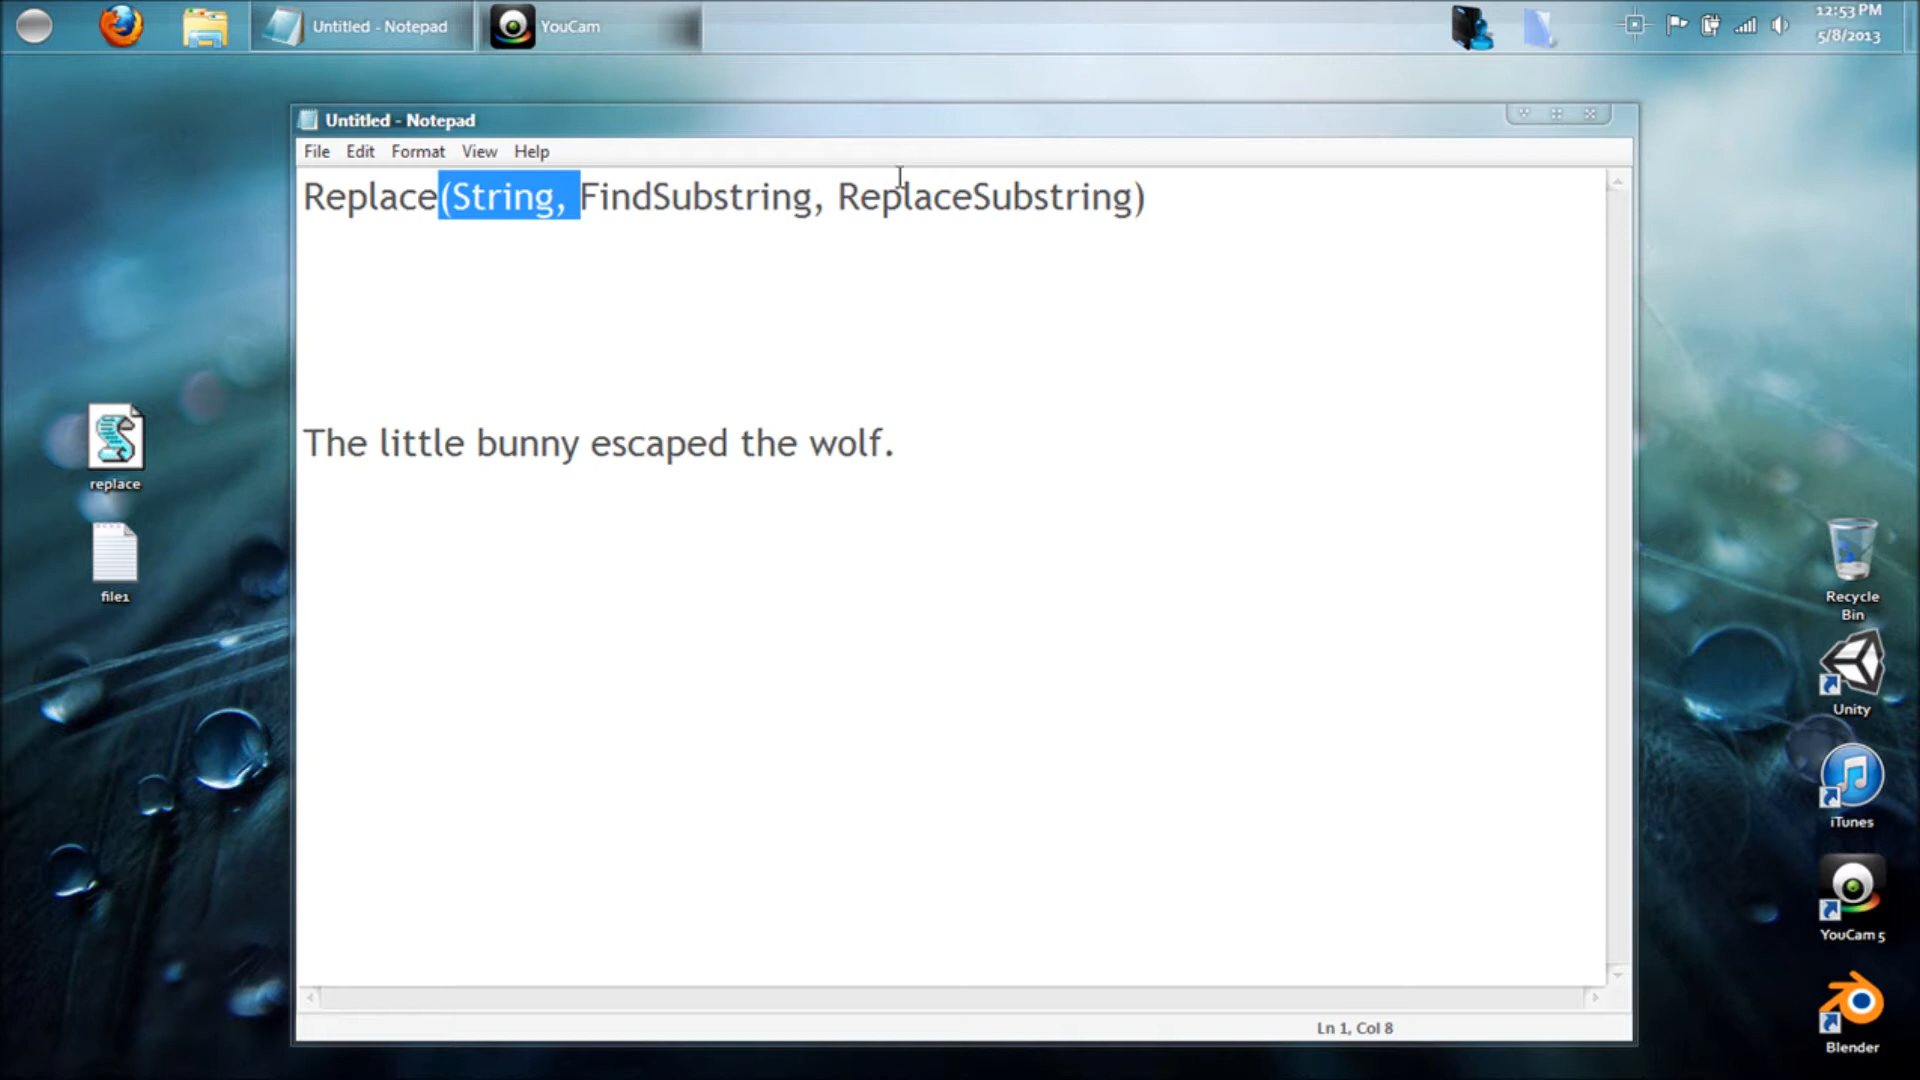 Untitled - Notepad
YouCam
12:53 PM
5/8/2013
Untitled - Notepad
File Edit Format View Help
Replace(String, FindSubstring, ReplaceSubstring)
The little bunny escaped the wolf.
replace
file1
Recycle
Bin
Unity
iTunes
YouCam 5
Blender
Ln 1, Col 8